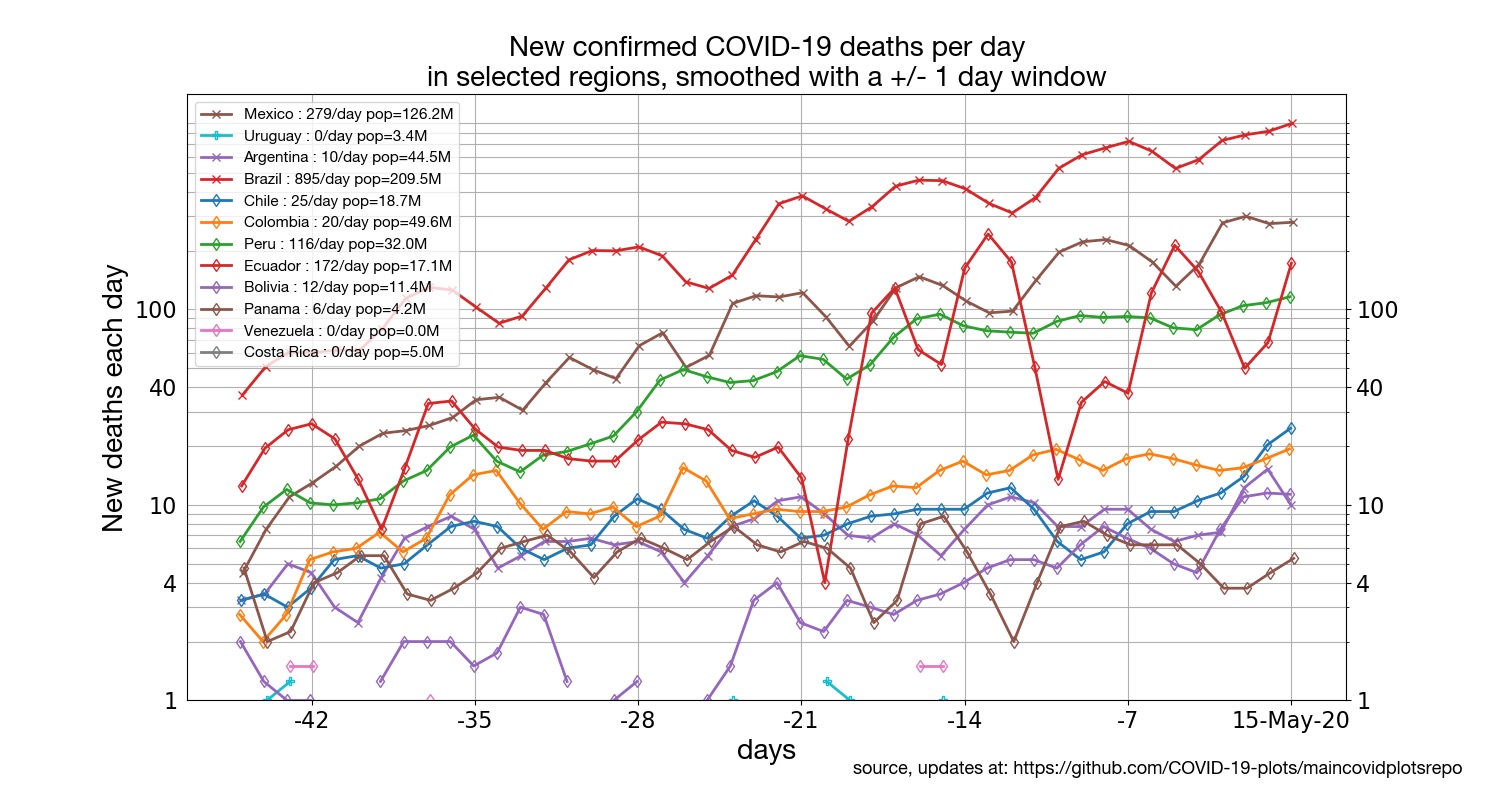 New confirmed COVID-19 deaths per day
in selected regions, smoothed with a +/- 1 day window
Mexico : 279/day pop=126.2M
Uruguay : 0/day pop=3.4M
Argentina : 10/day pop=44.5M
Brazil : 895/day pop=209.5M
Chile : 25/day pop=18.7M
Colombia : 20/day pop=49.6M
Peru : 116/day pop=32.0M
Ecuador : 172/day pop=17.1M
Bolivia : 12/day pop=11.4M
Panama : 6/day pop=4.2M
Venezuela : 0/day pop=0.0M
Costa Rica : 0/day pop=5.0M
New deaths each day
100
40
10
4
1
100
40
10
4
1
-42
-35
-28
-21
-14
-7
15-May-20
days
source, updates at: https://github.com/COVID-19-plots/maincovidplotsrepo